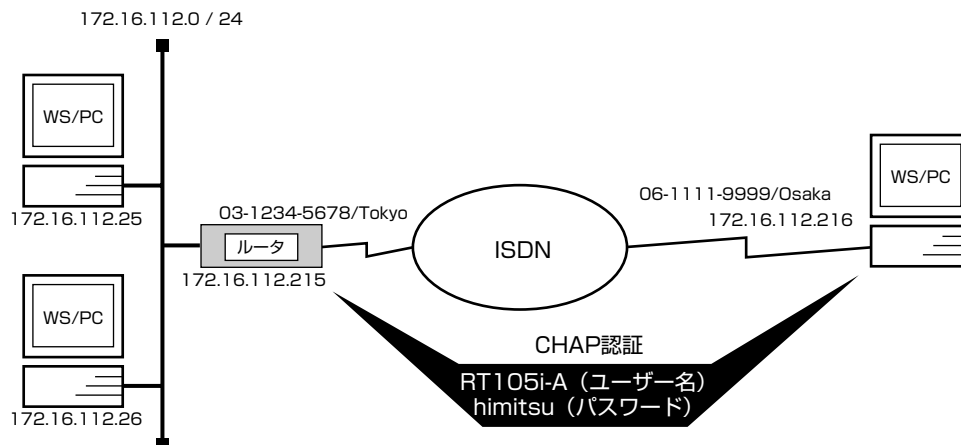 172.16.112.0 / 24
WS/PC
172.16.112.25
03-1234-5678/Tokyo
ルータ
172.16.112.215
ISDN
06-1111-9999/Osaka
172.16.112.216
WS/PC
WS/PC
172.16.112.26
CHAP認証
RT105i-A（ユーザー名）
himitsu（パスワード）